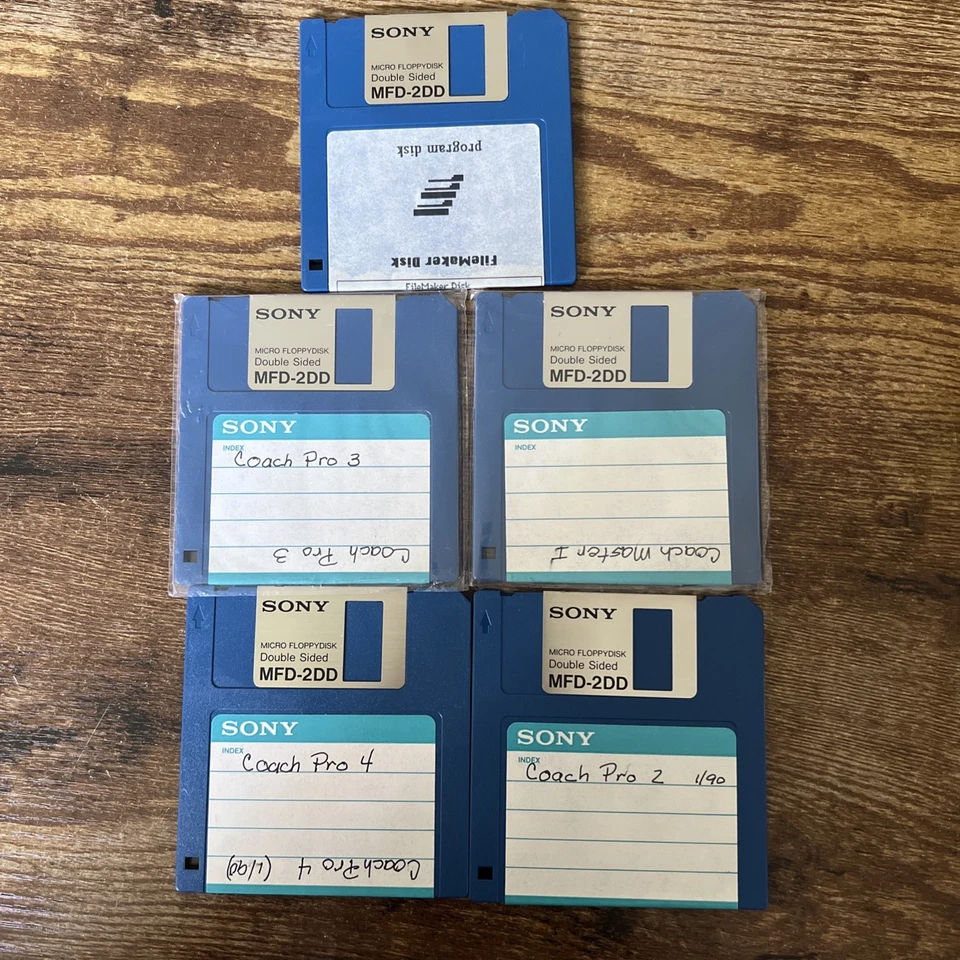 SONY
MICRO FLOPPYDISK
Double Sided
MFD-2DD
program disk
FileMaker Disk
FileMaker Disk
SONY
MICRO FLOPPYDISK
Double Sided
MFD-2DD
SONY
INDEX
Coach Pro 3
Coach Pro 3
SONY
MICRO FLOPPYDISK
Double Sided
MFD-2DD
SONY
INDEX
Coach Master I
SONY
MICRO FLOPPYDISK
Double Sided
MFD-2DD
SONY
INDEX
Coach Pro 4
Coach Pro 4 (1/90)
SONY
MICRO FLOPPYDISK
Double Sided
MFD-2DD
SONY
INDEX
Coach Pro 2 1/90